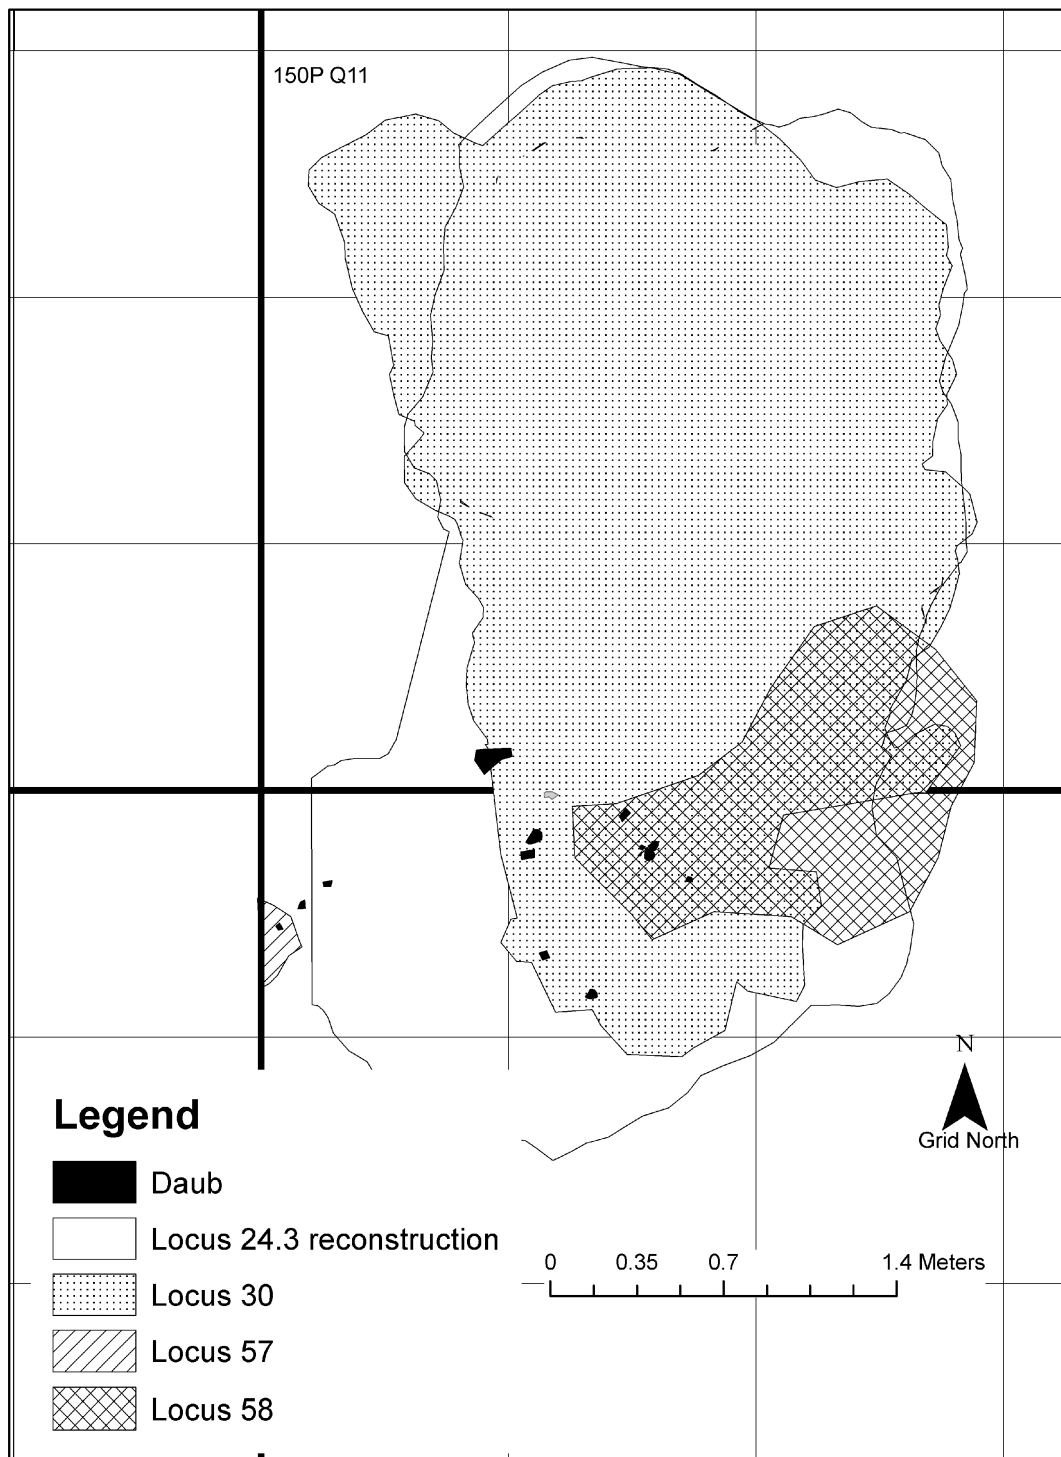 150P Q11
N
Grid North
Legend
Daub
Locus 24.3 reconstruction
Locus 30
Locus 57
Locus 58
0 0.35 0.7 1.4 Meters